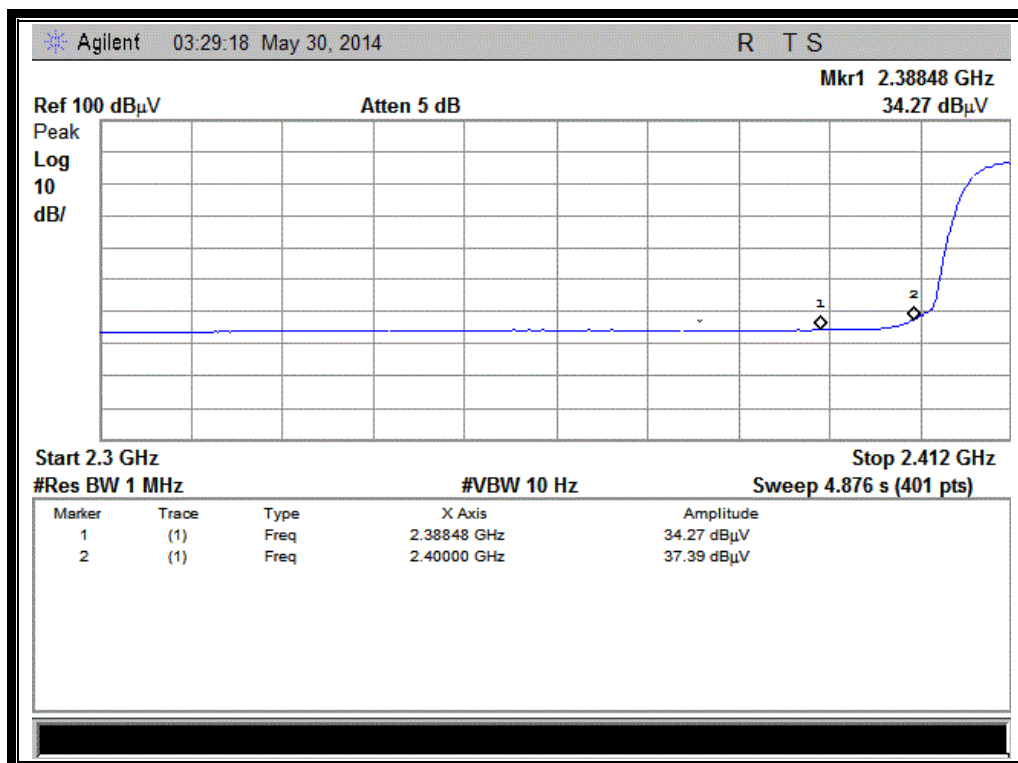 Agilent 03:29:18 May 30, 2014 R T S
Mkr1 2.38848 GHz
Ref 100 dBµV Atten 5 dB 34.27 dBµV
Peak
Log
10
dB/
1
2
Start 2.3 GHz Stop 2.412 GHz
#Res BW 1 MHz #VBW 10 Hz Sweep 4.876 s (401 pts)
Marker Trace Type X Axis Amplitude
1 (1) Freq 2.38848 GHz 34.27 dBµV
2 (1) Freq 2.40000 GHz 37.39 dBµV